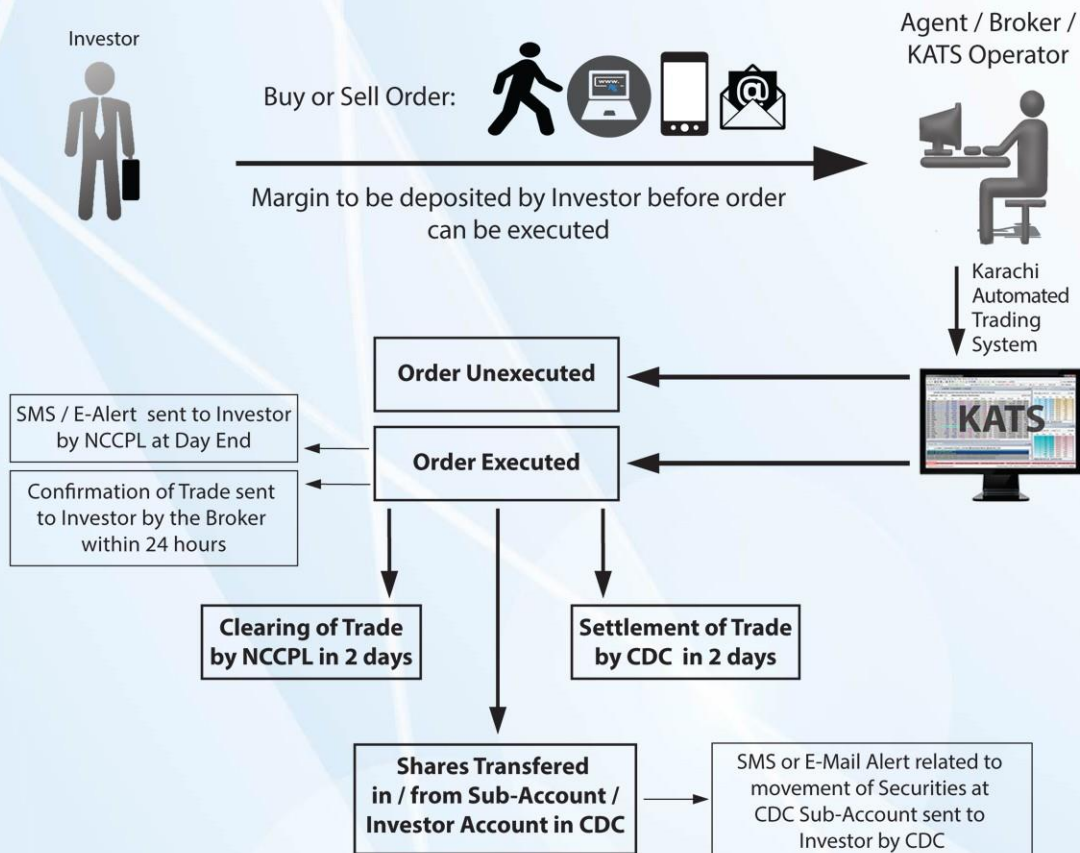 Investor
Agent / Broker /
KATS Operator
Buy or Sell Order:
www.
@
Margin to be deposited by Investor before order
can be executed
Karachi
Automated
Trading
System
KATS
Order Unexecuted
Order Executed
SMS / E-Alert sent to Investor
by NCCPL at Day End
Confirmation of Trade sent
to Investor by the Broker
within 24 hours
Clearing of Trade
by NCCPL in 2 days
Settlement of Trade
by CDC in 2 days
Shares Transfered
in / from Sub-Account /
Investor Account in CDC
SMS or E-Mail Alert related to
movement of Securities at
CDC Sub-Account sent to
Investor by CDC